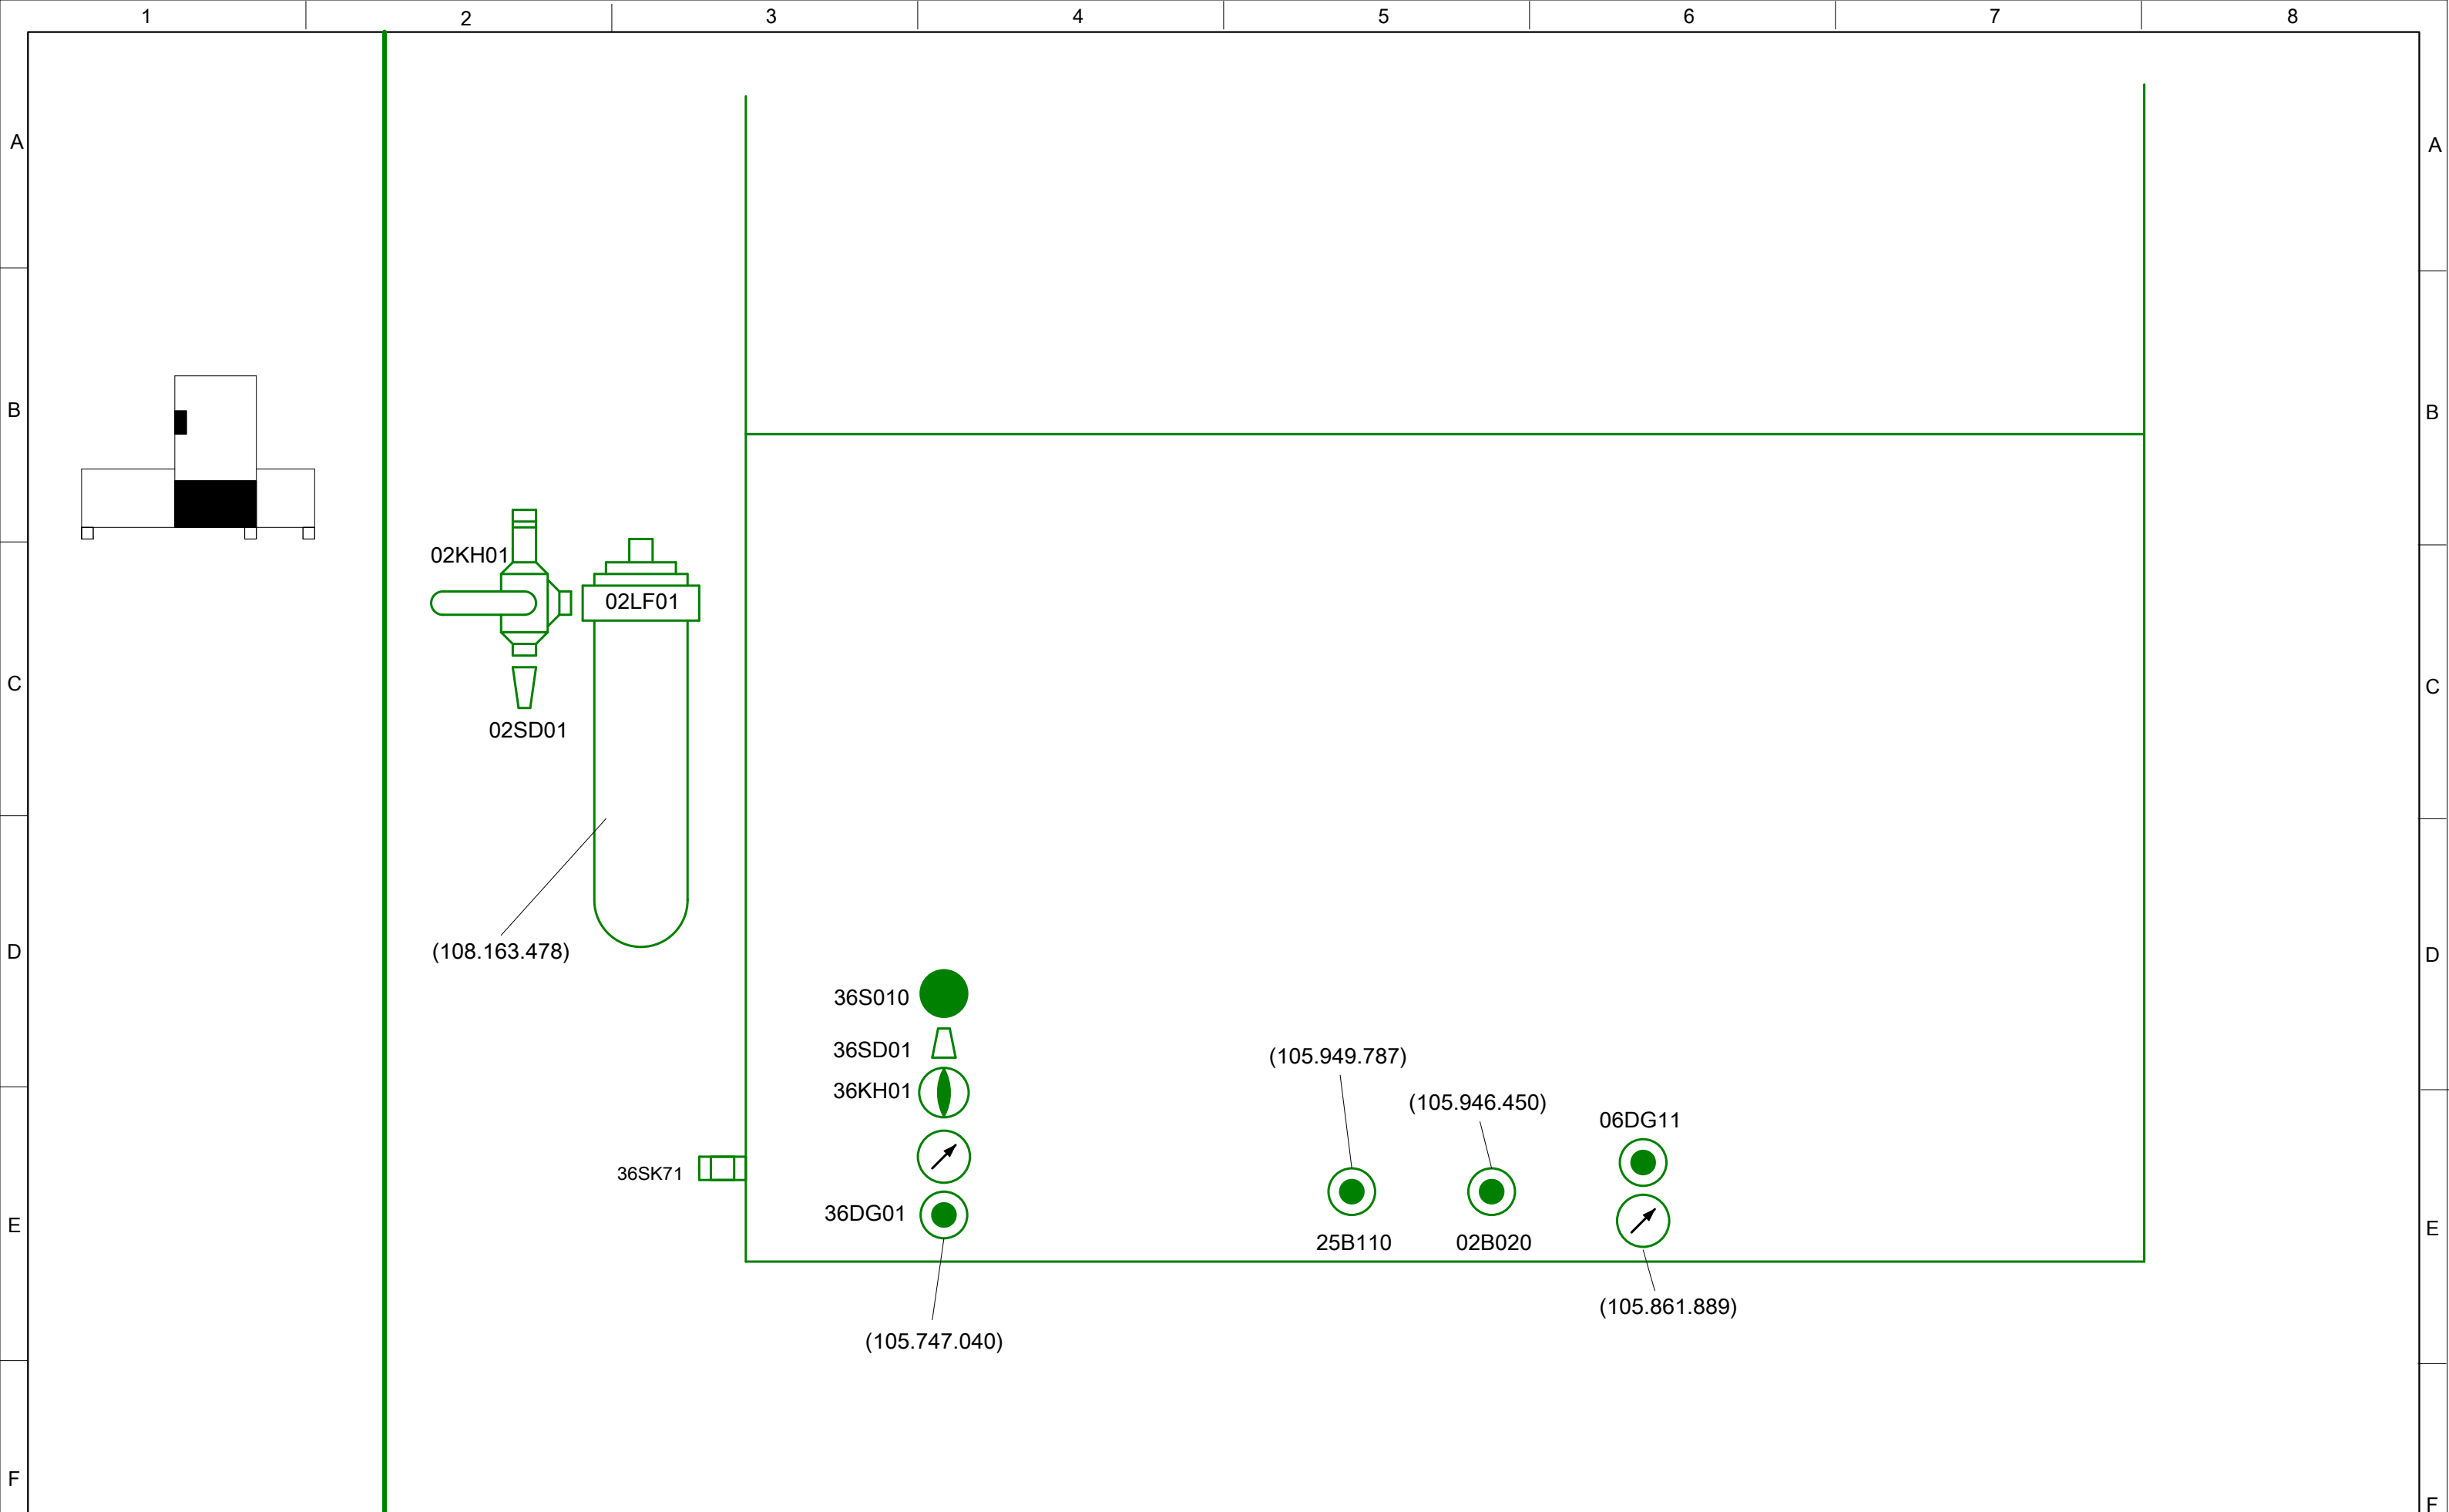 1 2 3 4 5 6 7 8
A A
B B
02KH01
02LF01
C C
02SD01
(108.163.478)
D D
36S010
36SD01
(105.949.787)
36KH01
(105.946.450)
06DG11
36SK71
36DG01
E E
25B110 02B020
(105.861.889)
(105.747.040)
F F